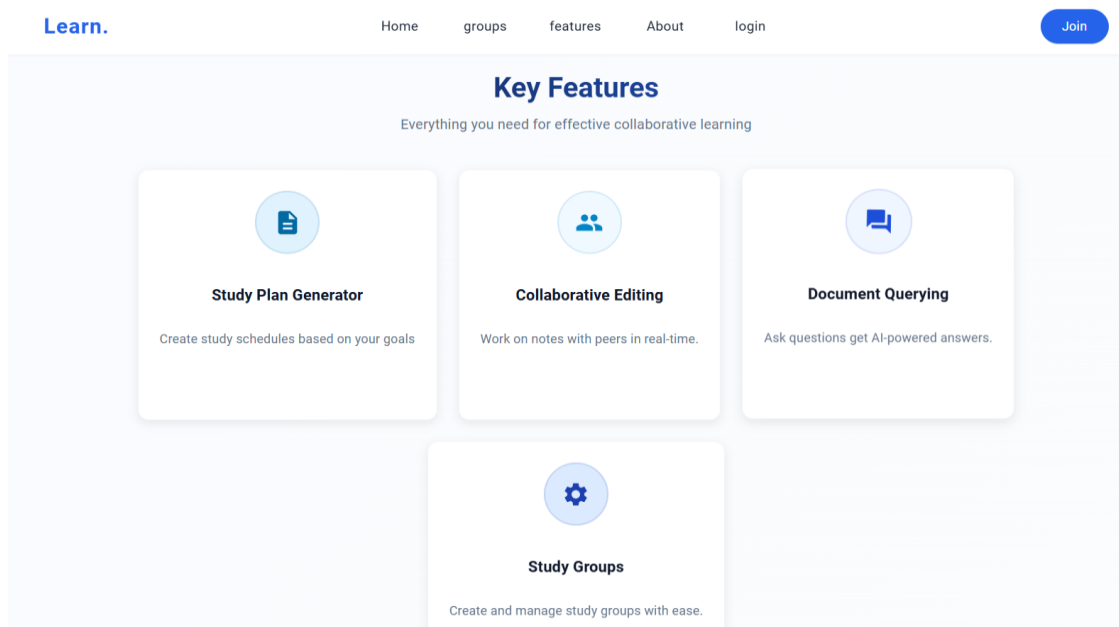 Learn.
Home
groups
features
About
login
Join
Key Features
Everything you need for effective collaborative learning
Study Plan Generator
Create study schedules based on your goals
Collaborative Editing
Work on notes with peers in real-time.
Document Querying
Ask questions get AI-powered answers.
Study Groups
Create and manage study groups with ease.